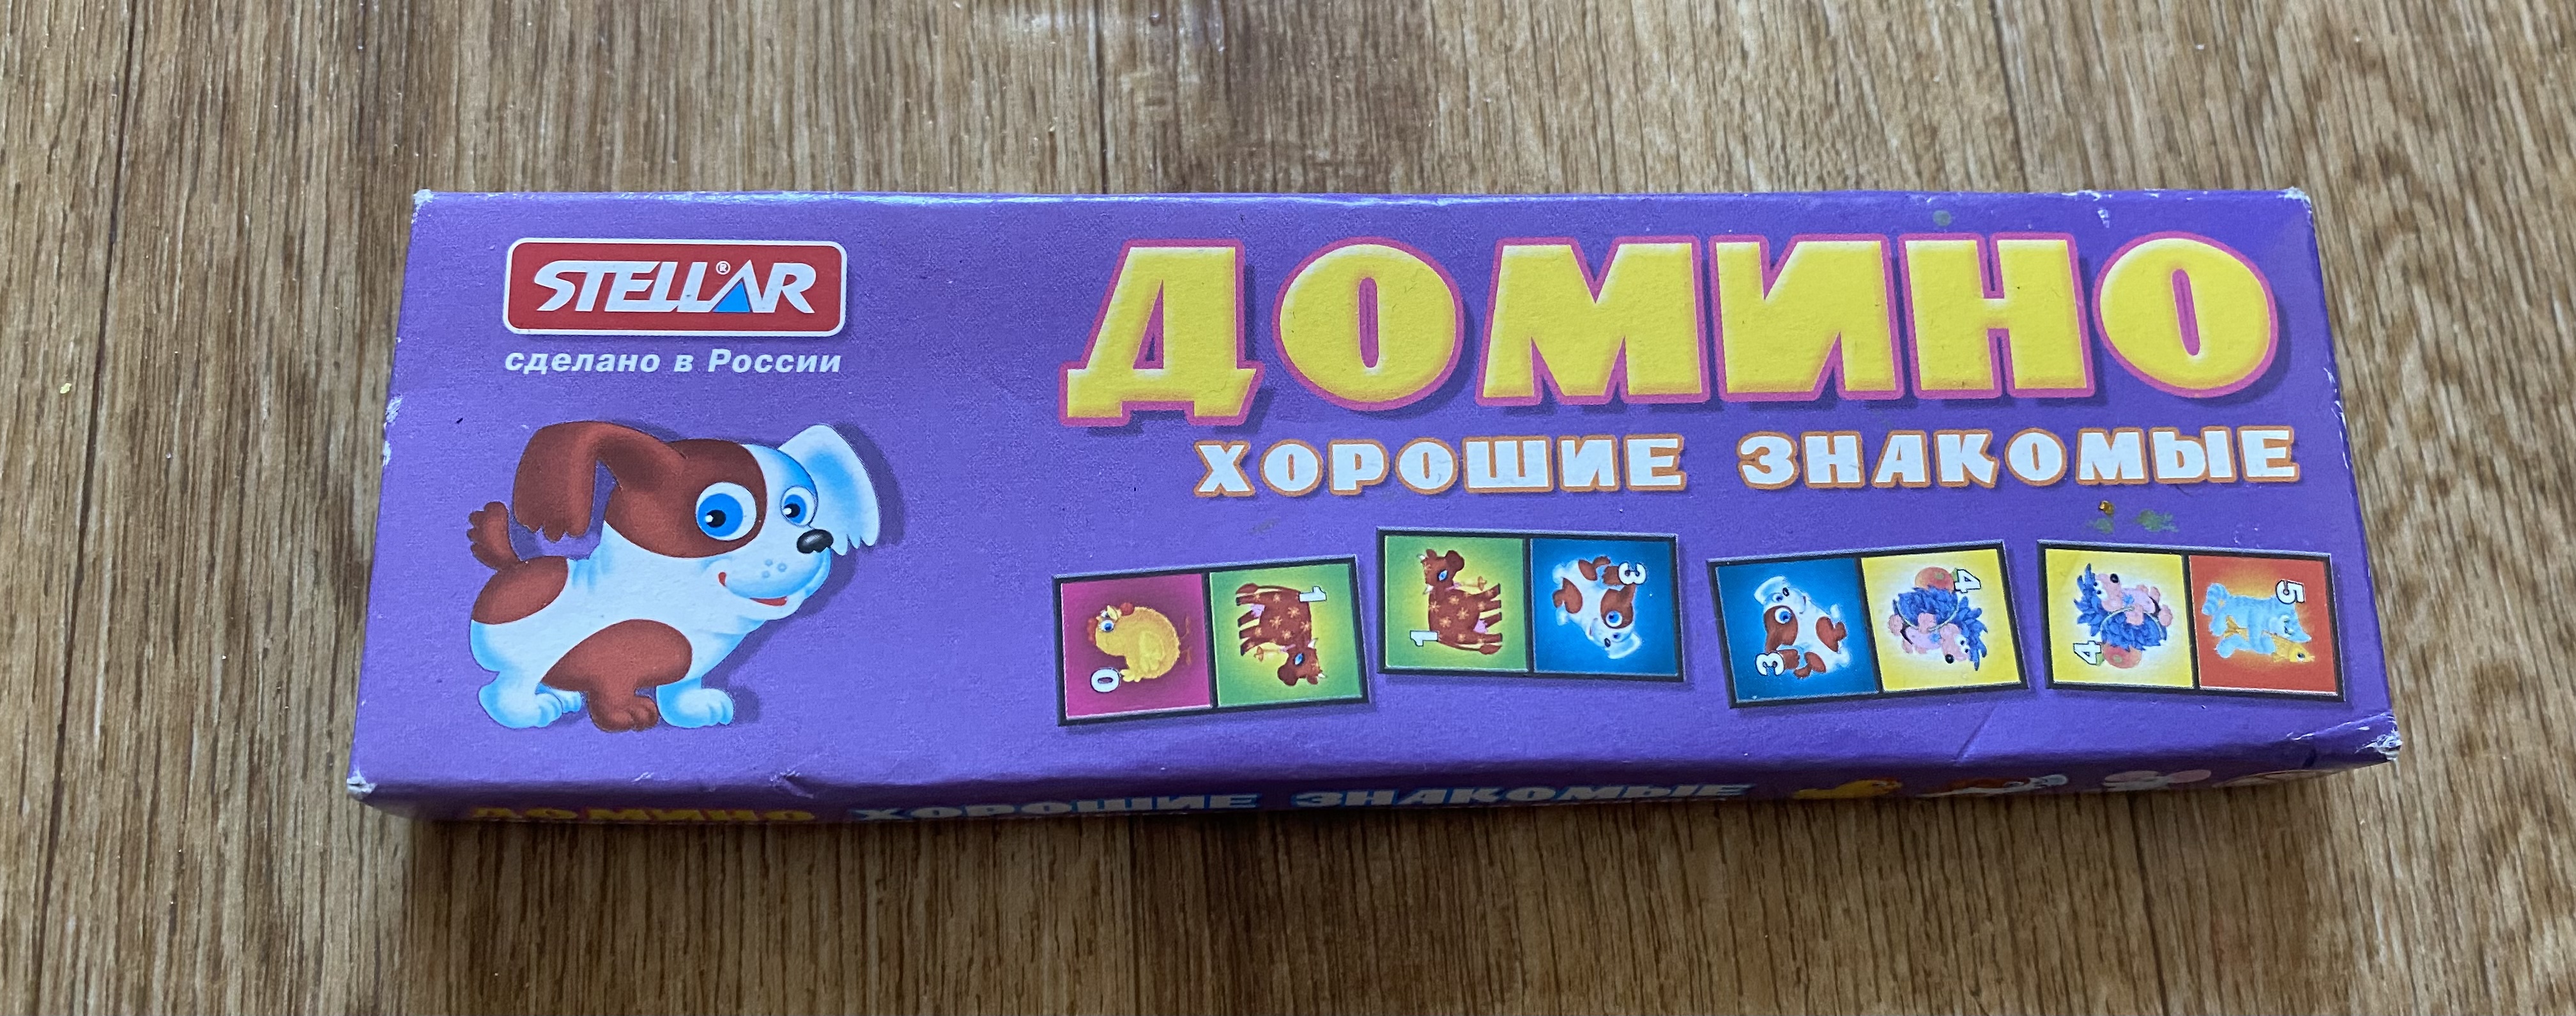 STELLAR®
сделано в России
ДОМИНО
ХОРОШИЕ ЗНАКОМЫЕ
0 1
1 3
3 4
4 5
ДОМИНО ХОРОШИЕ ЗНАКОМЫЕ